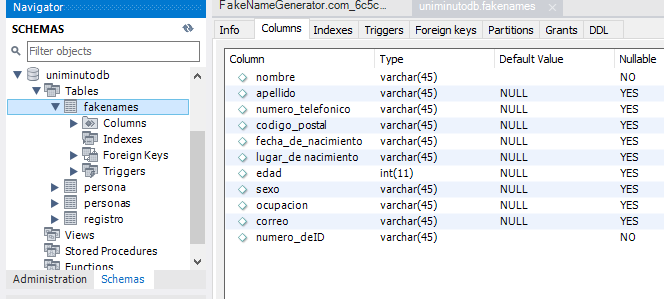 Navigator
SCHEMAS
Filter objects
uniminutodb
Tables
fakenames
Columns
Indexes
Foreign Keys
Triggers
persona
personas
registro
Views
Stored Procedures
Functions
Administration Schemas
FakeNameGenerator.com_6c5c... uniminutodb.fakenames
Info Columns Indexes Triggers Foreign keys Partitions Grants DDL
Column Type Default Value Nullable
nombre varchar(45) NO
apellido varchar(45) NULL YES
numero_telefonico varchar(45) NULL YES
codigo_postal varchar(45) NULL YES
fecha_de_nacimiento varchar(45) NULL YES
lugar_de nacimiento varchar(45) NULL YES
edad int(11) NULL YES
sexo varchar(45) NULL YES
ocupacion varchar(45) NULL YES
correo varchar(45) NULL YES
numero_deID varchar(45) NO